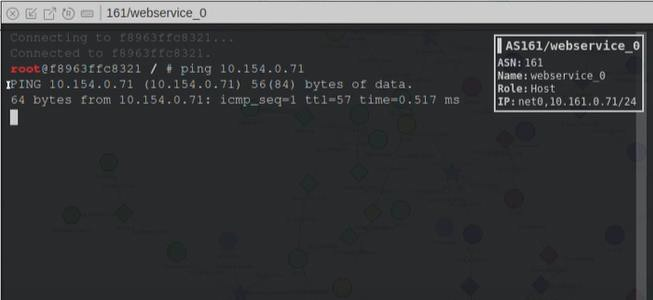 161/webservice_0
Connecting to f8963ffc8321...
Connected to f8963ffc8321.
root@f8963ffc8321 / # ping 10.154.0.71
PING 10.154.0.71 (10.154.0.71) 56(84) bytes of data.
64 bytes from 10.154.0.71: icmp_seq=1 ttl=57 time=0.517 ms
AS161/webservice_0
ASN: 161
Name: webservice_0
Role: Host
IP: net0,10.161.0.71/24